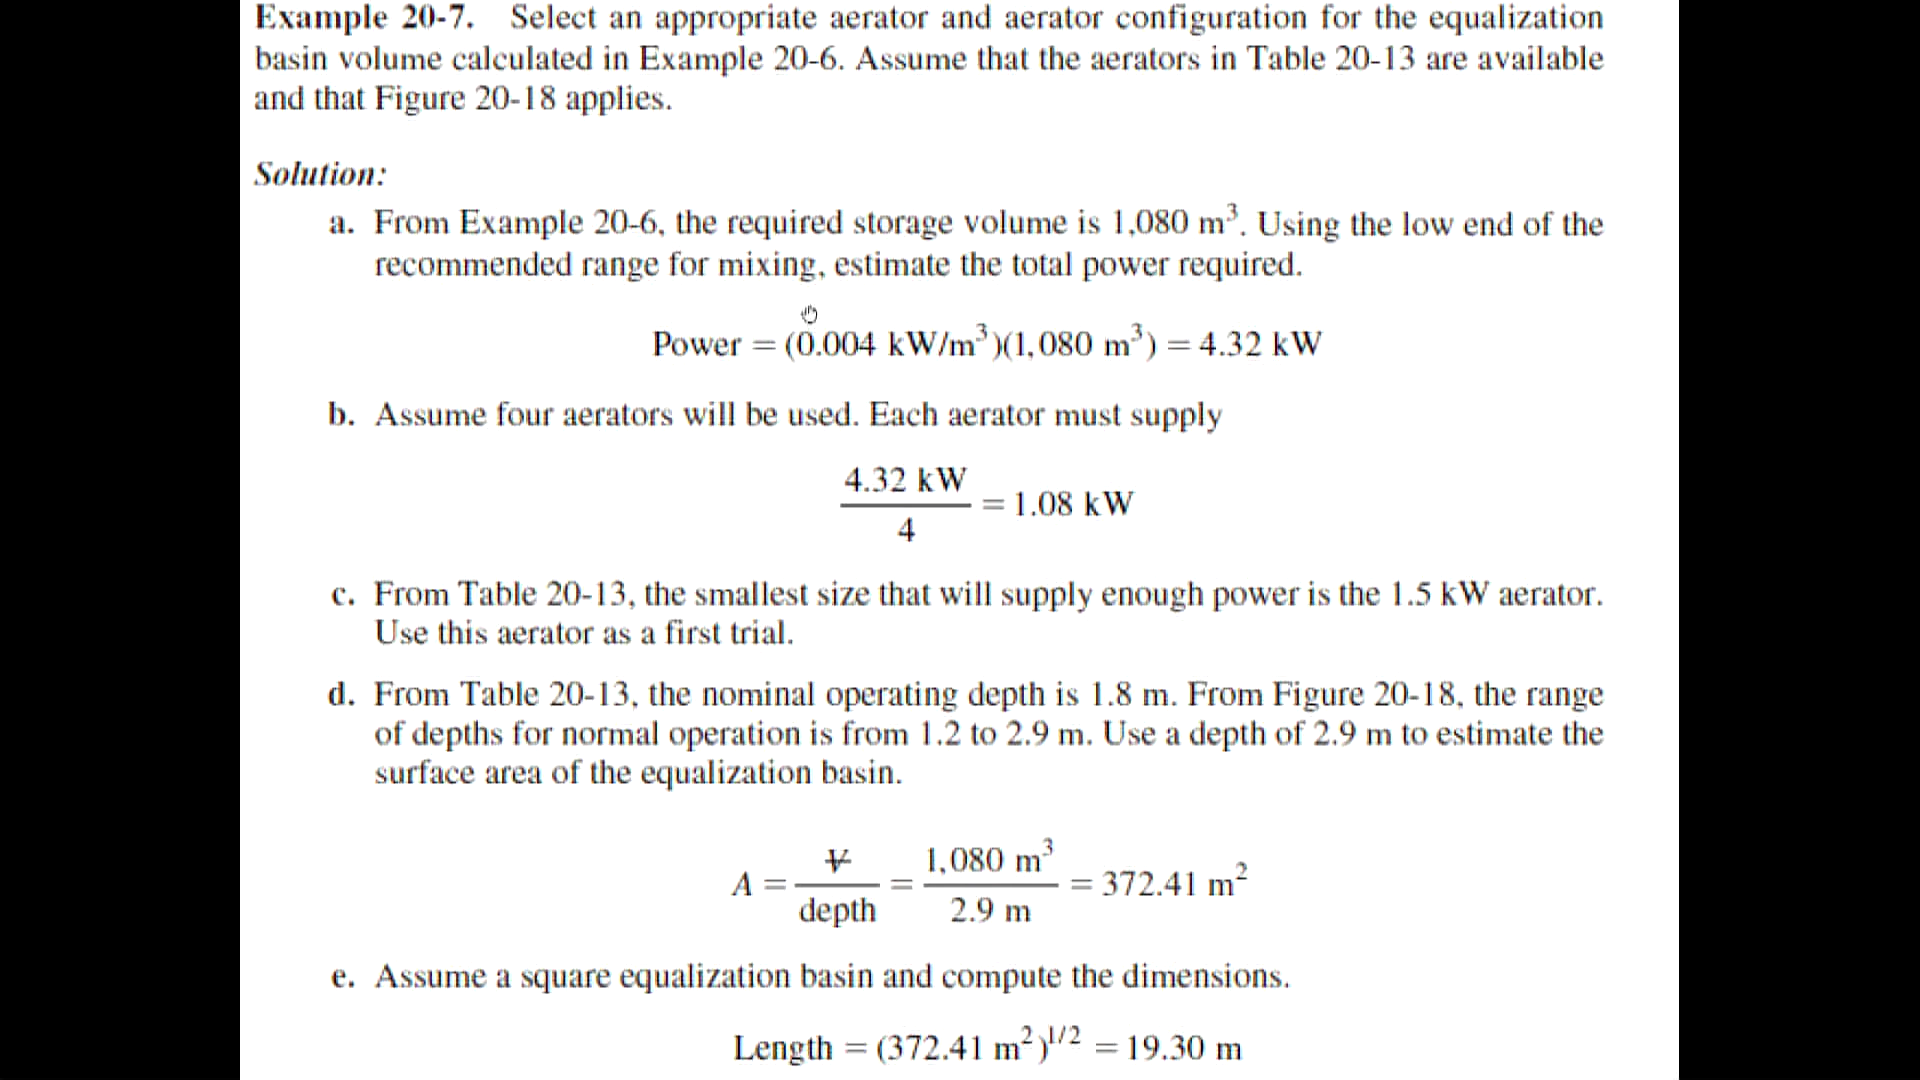 Example 20-7. Select an appropriate aerator and aerator configuration for the equalization
basin volume calculated in Example 20-6. Assume that the aerators in Table 20-13 are available
and that Figure 20-18 applies.
Solution:
a. From Example 20-6, the required storage volume is 1,080 m³. Using the low end of the
recommended range for mixing, estimate the total power required.
Power = (0.004 kW/m³)(1,080 m³) = 4.32 kW
b. Assume four aerators will be used. Each aerator must supply
4.32 kW / 4 = 1.08 kW
c. From Table 20-13, the smallest size that will supply enough power is the 1.5 kW aerator.
Use this aerator as a first trial.
d. From Table 20-13, the nominal operating depth is 1.8 m. From Figure 20-18, the range
of depths for normal operation is from 1.2 to 2.9 m. Use a depth of 2.9 m to estimate the
surface area of the equalization basin.
A = V̶ / depth = 1,080 m³ / 2.9 m = 372.41 m²
e. Assume a square equalization basin and compute the dimensions.
Length = (372.41 m²)^1/2 = 19.30 m